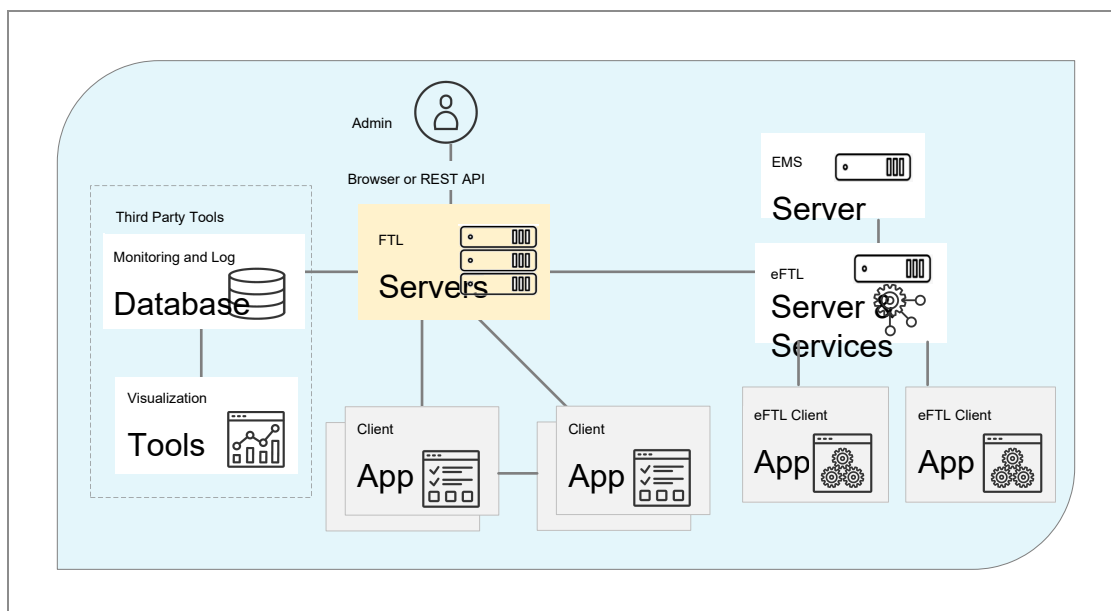 Admin
Browser or REST API
EMS
Server
Third Party Tools
Monitoring and Log
Database
FTL
Servers
eFTL
Server &
Services
Visualization
Tools
Client
App
Client
App
eFTL Client
App
eFTL Client
App